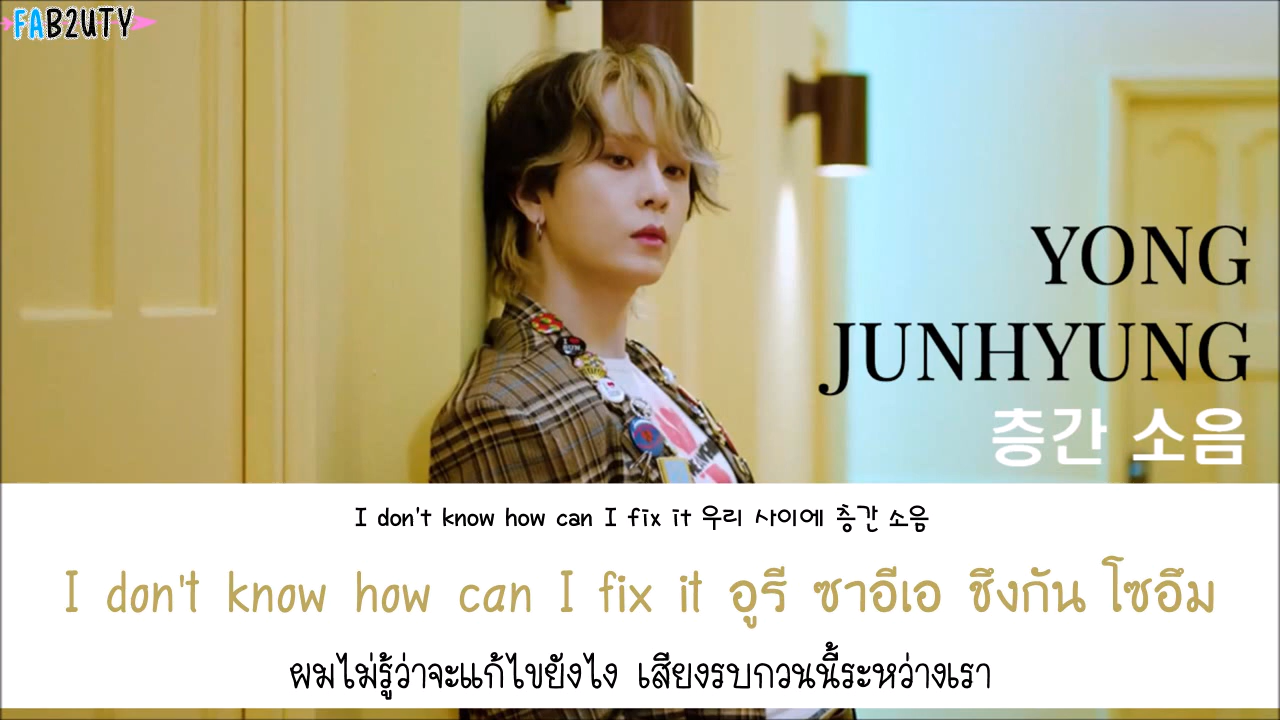 FAB2UTY
YONG
JUNHYUNG
층간 소음
I don't know how can I fix it 우리 사이에 층간 소음
I don't know how can I fix it อูรี ซาอีเอ ชึงกัน โซอึม
ผมไม่รู้ว่าจะแก้ไขยังไง เสียงรบกวนนี้ระหว่างเรา